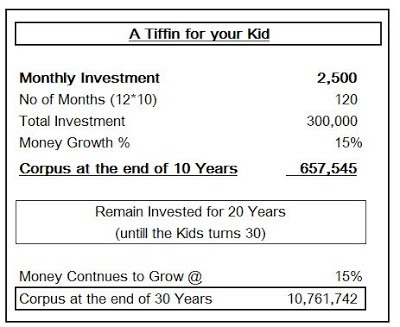 A Tiffin for your Kid
Monthly Investment 2,500
No of Months (12*10) 120
Total Investment 300,000
Money Growth % 15%
Corpus at the end of 10 Years 657,545
Remain Invested for 20 Years
(untill the Kids turns 30)
Money Contnues to Grow @ 15%
Corpus at the end of 30 Years 10,761,742